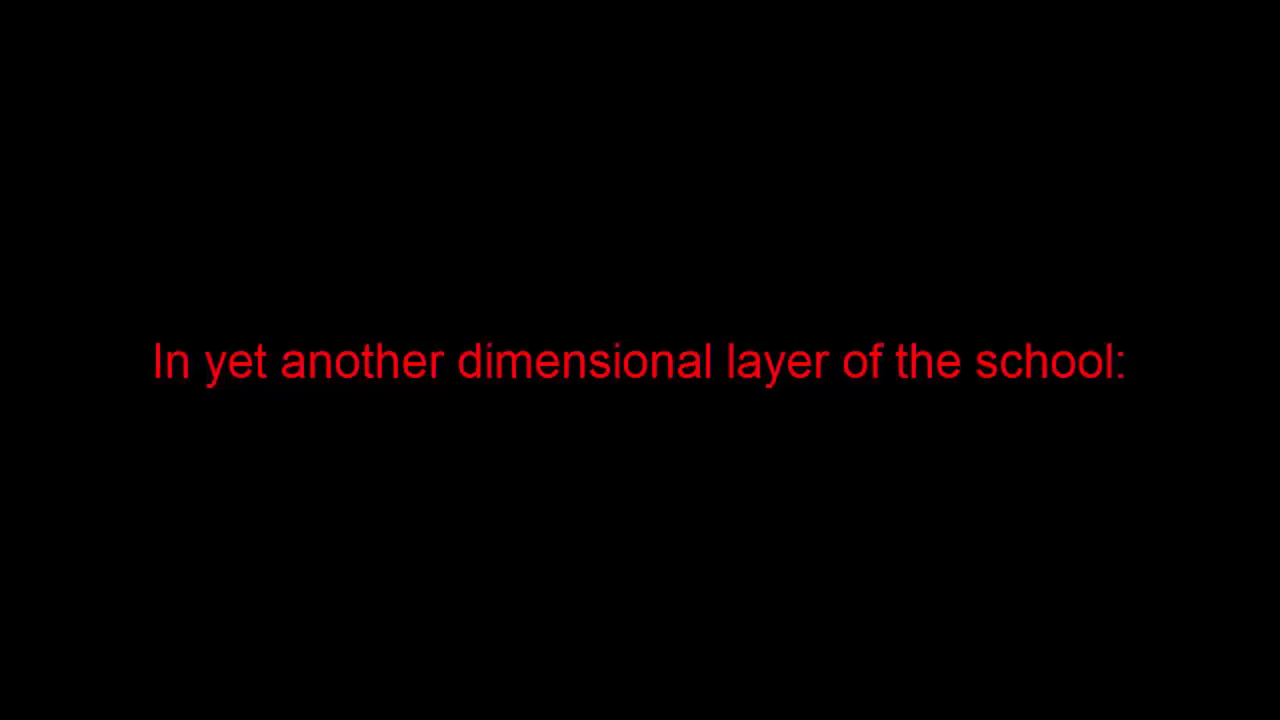 In yet another dimensional layer of the school: